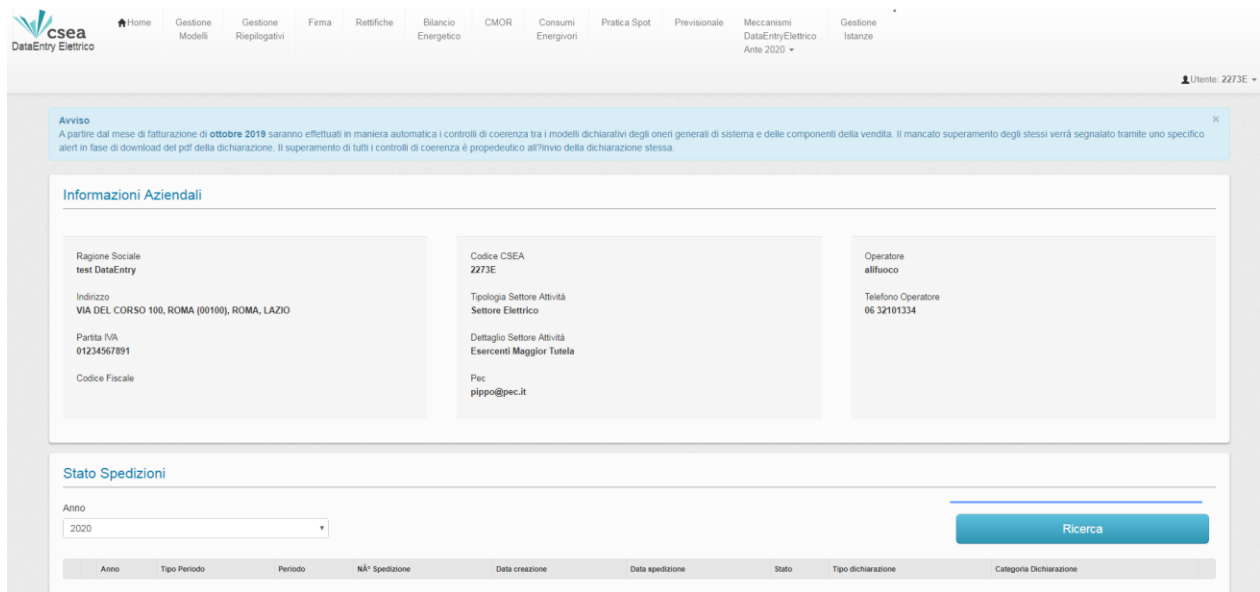 csea
DataEntry Elettrico
Home
Gestione Modelli
Gestione Riepilogativi
Firma
Rettifiche
Bilancio Energetico
CMOR
Consumi Energivori
Pratica Spot
Previsionale
Meccanismi DataEntryElettrico Ante 2020
Gestione Istanze
Utente: 2273E
Avviso
×
A partire dal mese di fatturazione di ottobre 2019 saranno effettuati in maniera automatica i controlli di coerenza tra i modelli dichiarativi degli oneri generali di sistema e delle componenti della vendita. Il mancato superamento degli stessi verrà segnalato tramite uno specifico
alert in fase di download del pdf della dichiarazione. Il superamento di tutti i controlli di coerenza è propedeutico all?invio della dichiarazione stessa.
Informazioni Aziendali
Ragione Sociale
test DataEntry
Indirizzo
VIA DEL CORSO 100, ROMA (00100), ROMA, LAZIO
Partita IVA
01234567891
Codice Fiscale
Codice CSEA
2273E
Tipologia Settore Attività
Settore Elettrico
Dettaglio Settore Attività
Esercenti Maggior Tutela
Pec
pippo@pec.it
Operatore
alifuoco
Telefono Operatore
06 32101334
Stato Spedizioni
Anno
2020
Ricerca
Anno Tipo Periodo Periodo NÂº Spedizione Data creazione Data spedizione Stato Tipo dichiarazione Categoria Dichiarazione